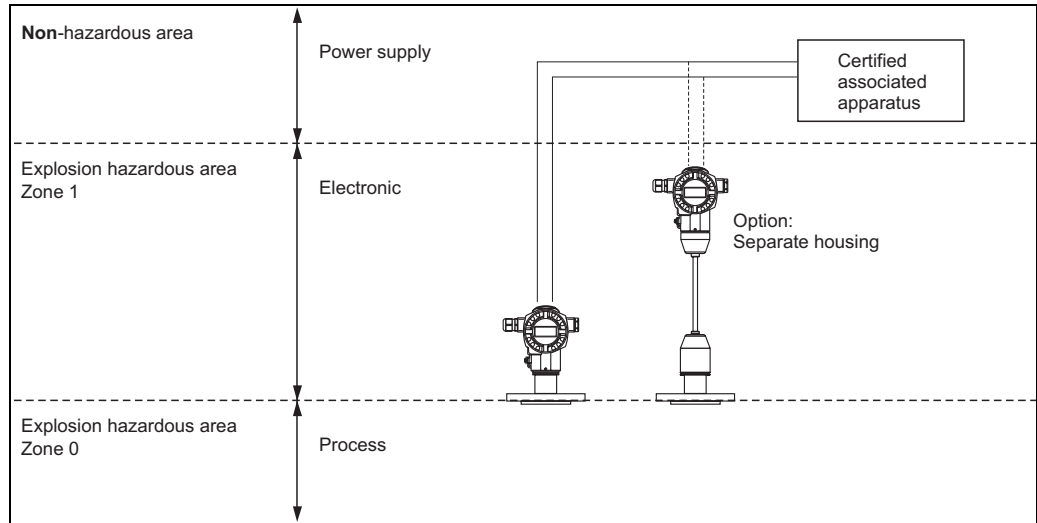 Non-hazardous area
Power supply
Certified
associated
apparatus
Explosion hazardous area
Zone 1
Electronic
Option:
Separate housing
Explosion hazardous area
Zone 0
Process